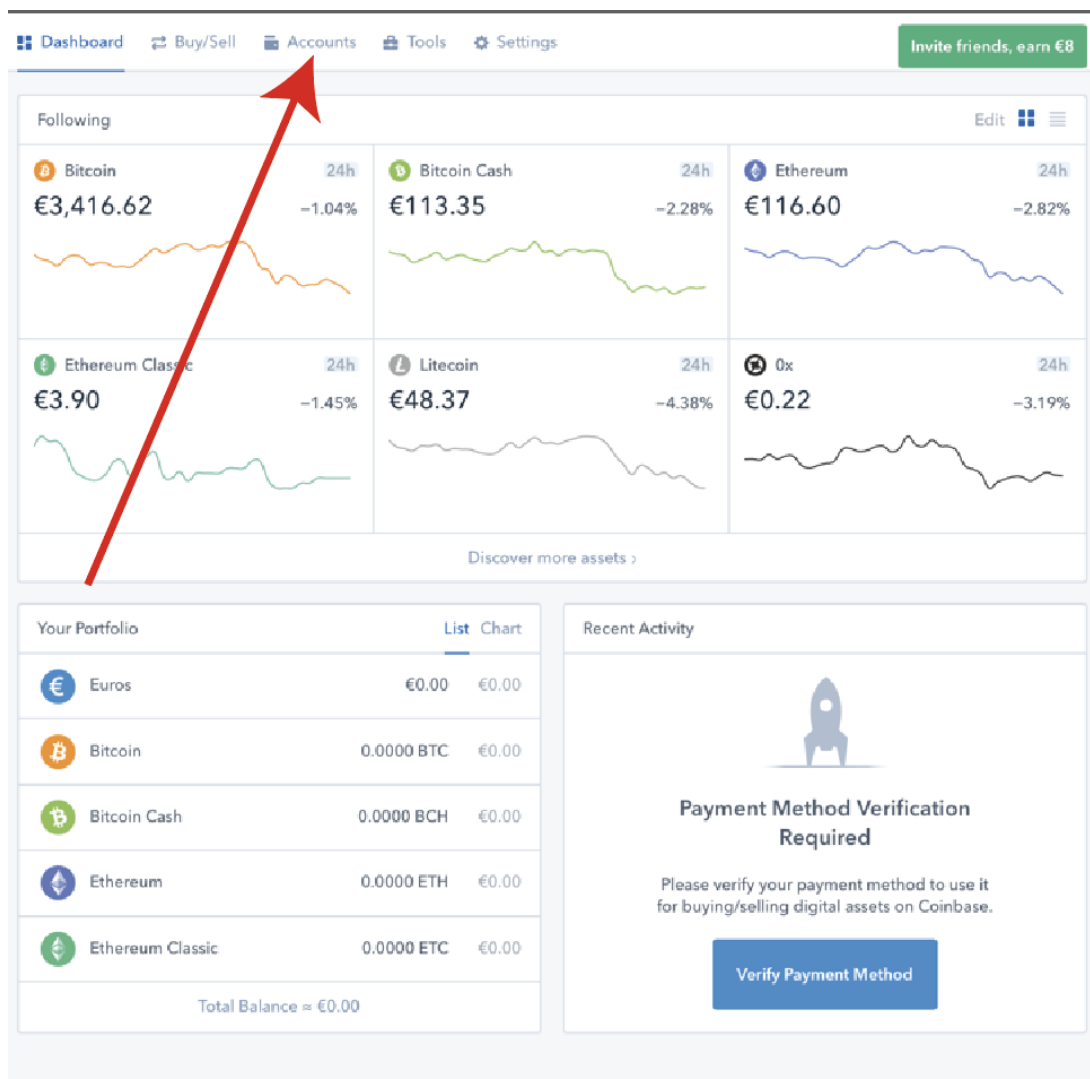 Dashboard Buy/Sell Accounts Tools Settings
Invite friends, earn €8
Following Edit
Bitcoin 24h
€3,416.62 -1.04%
Bitcoin Cash 24h
€113.35 -2.28%
Ethereum 24h
€116.60 -2.82%
Ethereum Classic 24h
€3.90 -1.45%
Litecoin 24h
€48.37 -4.38%
0x 24h
€0.22 -3.19%
Discover more assets ›
Your Portfolio List Chart
Euros €0.00 €0.00
Bitcoin 0.0000 BTC €0.00
Bitcoin Cash 0.0000 BCH €0.00
Ethereum 0.0000 ETH €0.00
Ethereum Classic 0.0000 ETC €0.00
Total Balance ≈ €0.00
Recent Activity
Payment Method Verification
Required
Please verify your payment method to use it
for buying/selling digital assets on Coinbase.
Verify Payment Method